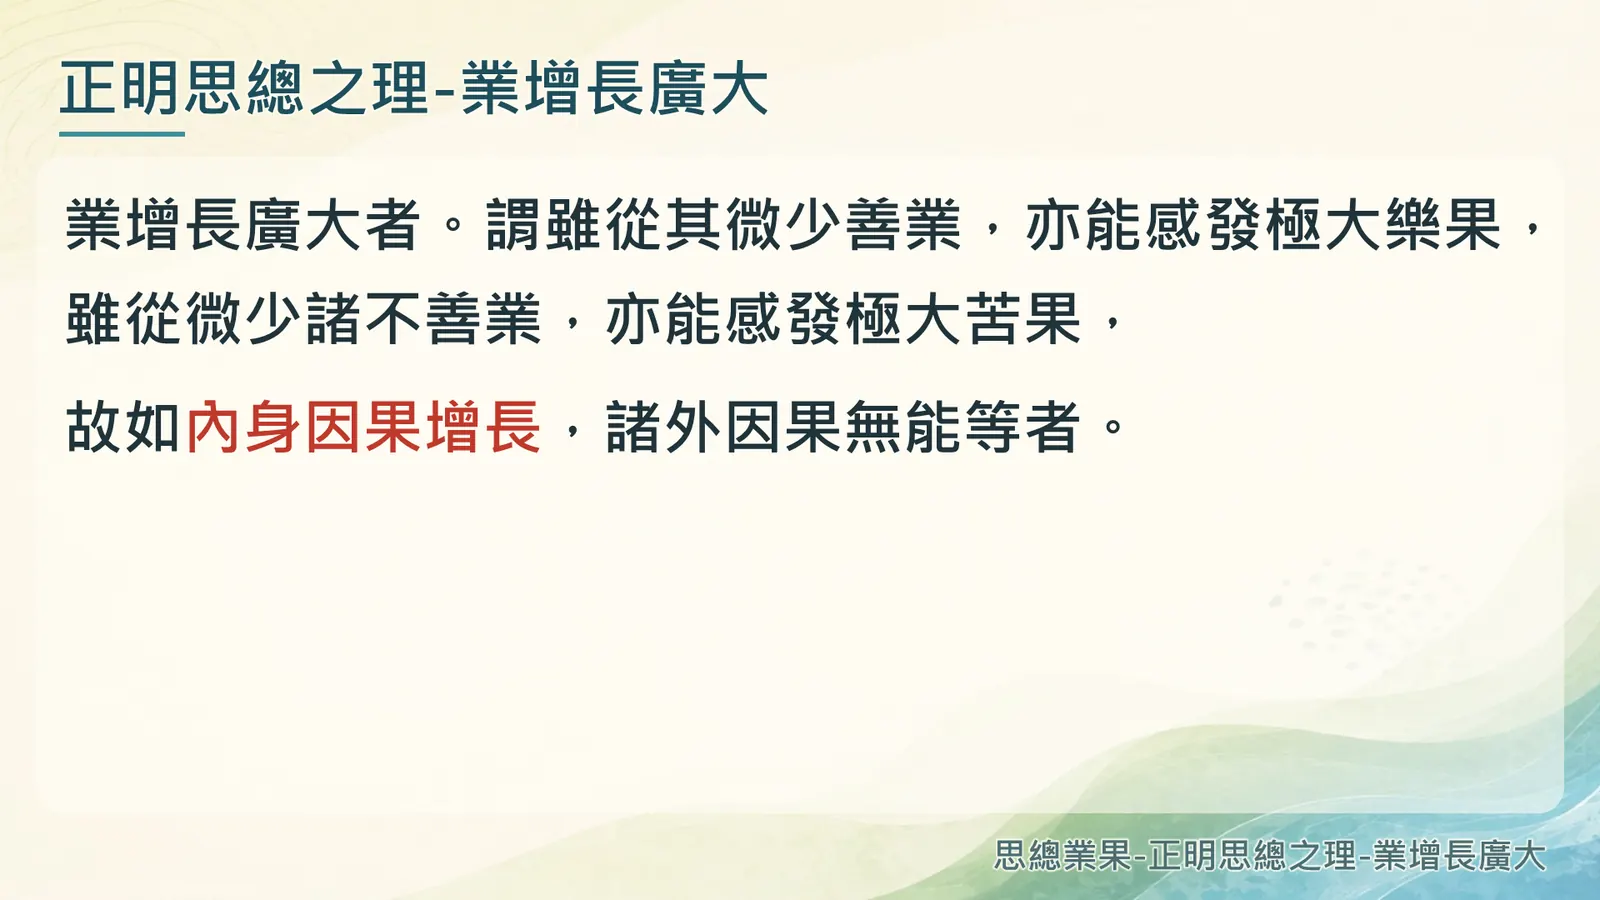 正明思總之理-業增長廣大
業增長廣大者。謂雖從其微少善業，亦能感發極大樂果，
雖從微少諸不善業，亦能感發極大苦果，
故如內身因果增長，諸外因果無能等者。
思總業果-正明思總之理-業增長廣大